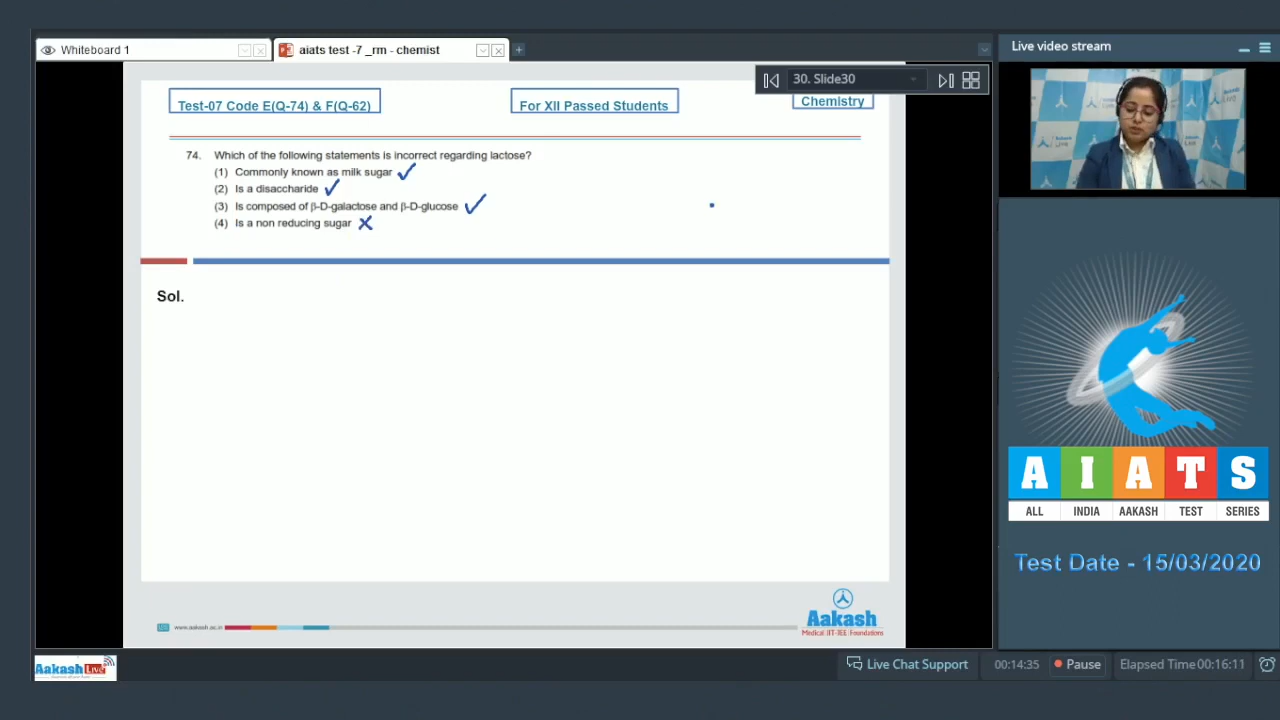 Whiteboard 1
aiats test -7 _rm - chemist
Live video stream
30. Slide30
Test-07 Code E(Q-74) & F(Q-62)
For XII Passed Students
Chemistry
74. Which of the following statements is incorrect regarding lactose?
(1) Commonly known as milk sugar
(2) Is a disaccharide
(3) Is composed of β-D-galactose and β-D-glucose
(4) Is a non reducing sugar
Sol.
A I A T S
ALL INDIA AAKASH TEST SERIES
Test Date - 15/03/2020
www.aakash.ac.in
Aakash
Medical|IIT-JEE|Foundations
Aakash Live
Live Chat Support
00:14:35
Pause
Elapsed Time 00:16:11